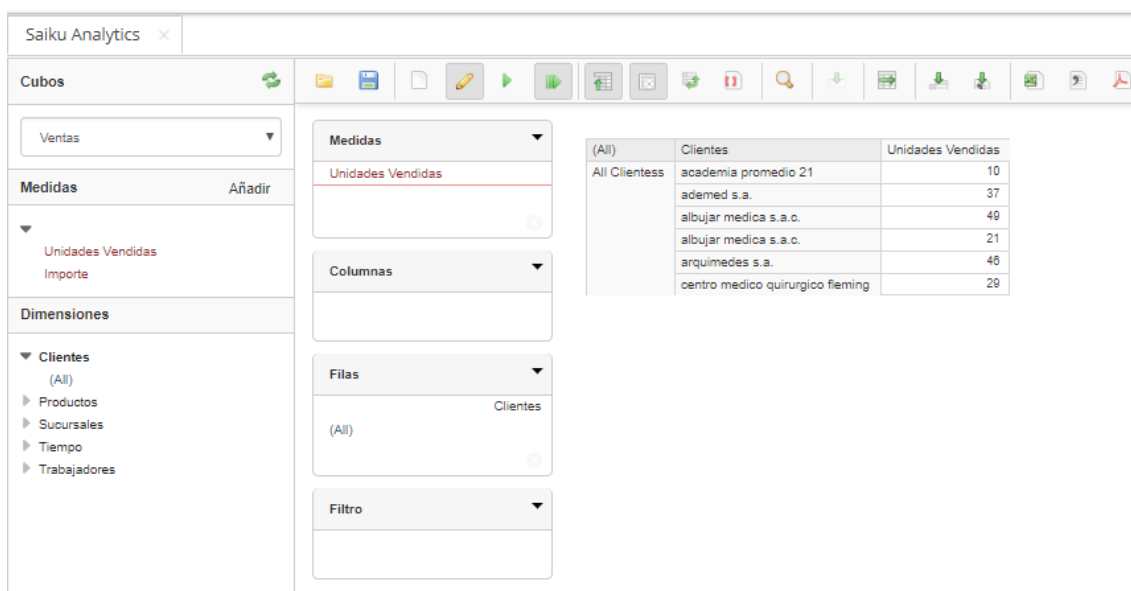 Saiku Analytics ×
Cubos
Ventas
Medidas Añadir
Unidades Vendidas
Importe
Dimensiones
Clientes
(All)
Productos
Sucursales
Tiempo
Trabajadores
Medidas
Unidades Vendidas
Columnas
Filas
Clientes
(All)
Filtro
(All) Clientes Unidades Vendidas
All Clientess academia promedio 21 10
ademed s.a. 37
albujar medica s.a.c. 49
albujar medica s.a.c. 21
arquimedes s.a. 46
centro medico quirurgico fleming 29